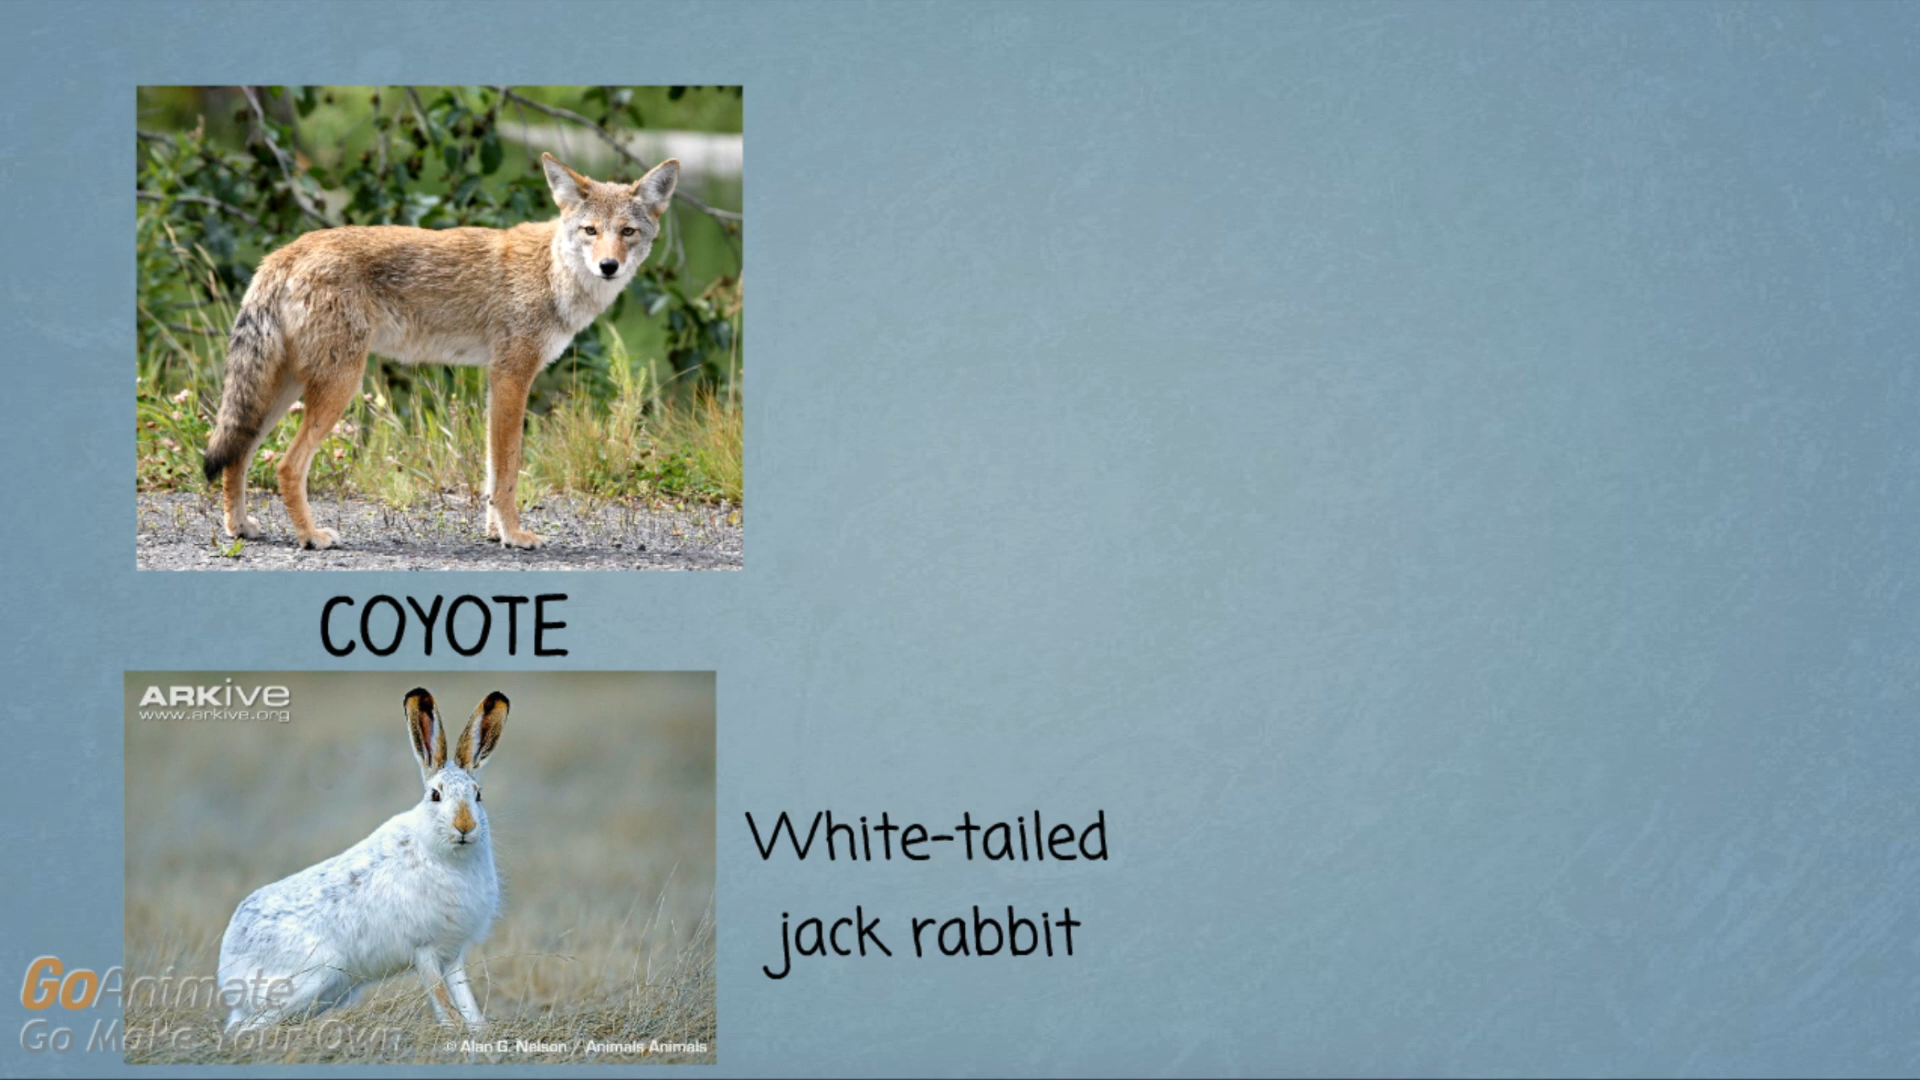 COYOTE
ARKive
www.arkive.org
White-tailed
jack rabbit
GoAnimate
Go Make Your Own
© Alan G. Nelson / Animals Animals